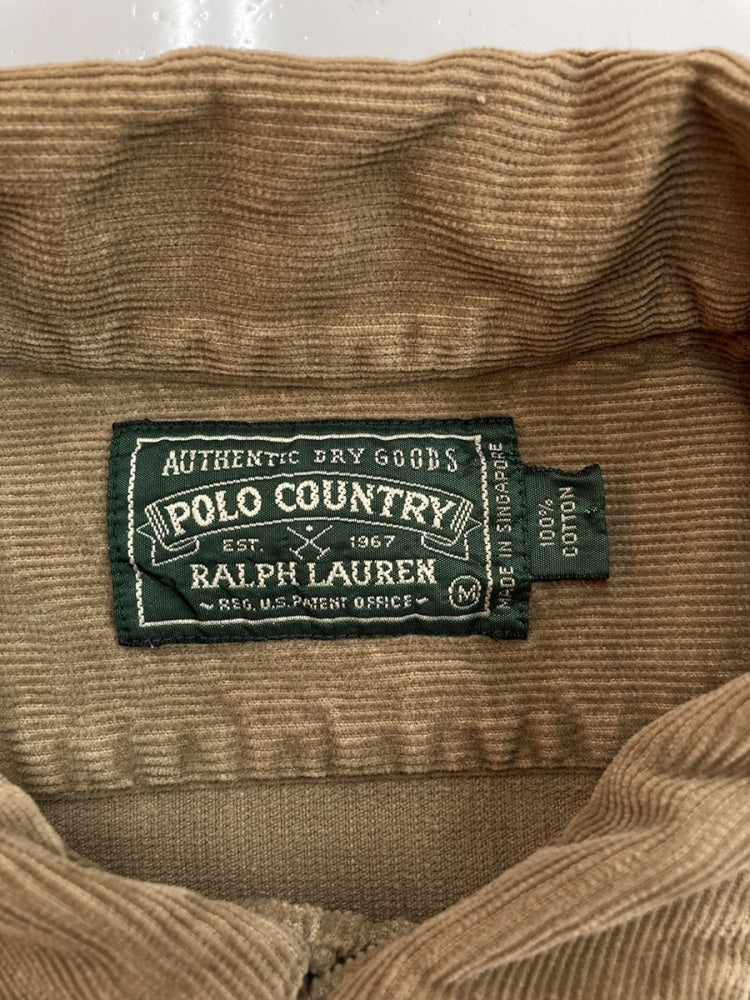 AUTHENTIC DRY GOODS
POLO COUNTRY
EST. 1967
RALPH LAUREN
REG. U.S. PATENT OFFICE
M
MADE IN SINGAPORE
100%
COTTON